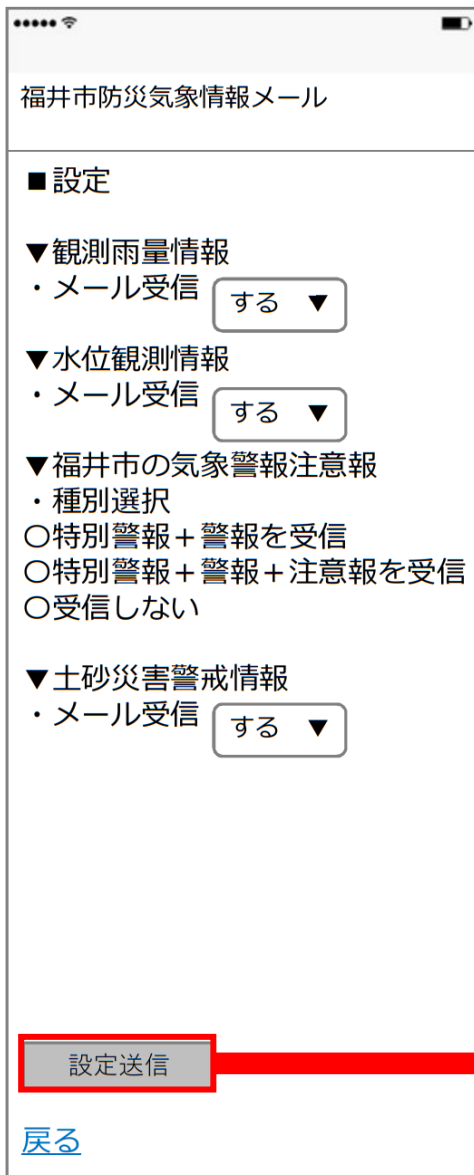 福井市防災気象情報メール
■設定
▼観測雨量情報
・メール受信 する ▼
▼水位観測情報
・メール受信 する ▼
▼福井市の気象警報注意報
・種別選択
○特別警報＋警報を受信
○特別警報＋警報＋注意報を受信
○受信しない
▼土砂災害警戒情報
・メール受信 する ▼
設定送信
戻る